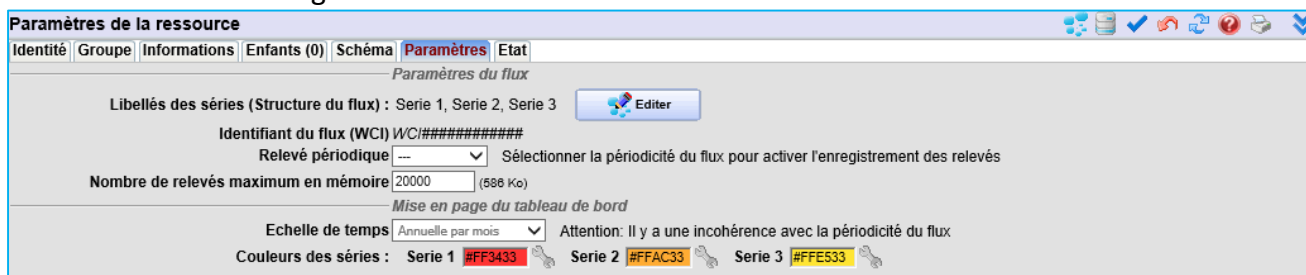 Paramètres de la ressource
Identité Groupe Informations Enfants (0) Schéma Paramètres Etat
Paramètres du flux
Libellés des séries (Structure du flux) : Serie 1, Serie 2, Serie 3 Editer
Identifiant du flux (WCI) WCI############
Relevé périodique --- Sélectionner la périodicité du flux pour activer l'enregistrement des relevés
Nombre de relevés maximum en mémoire 20000 (586 Ko)
Mise en page du tableau de bord
Echelle de temps Annuelle par mois Attention: Il y a une incohérence avec la périodicité du flux
Couleurs des séries : Serie 1 #FF3433 Serie 2 #FFAC33 Serie 3 #FFE533